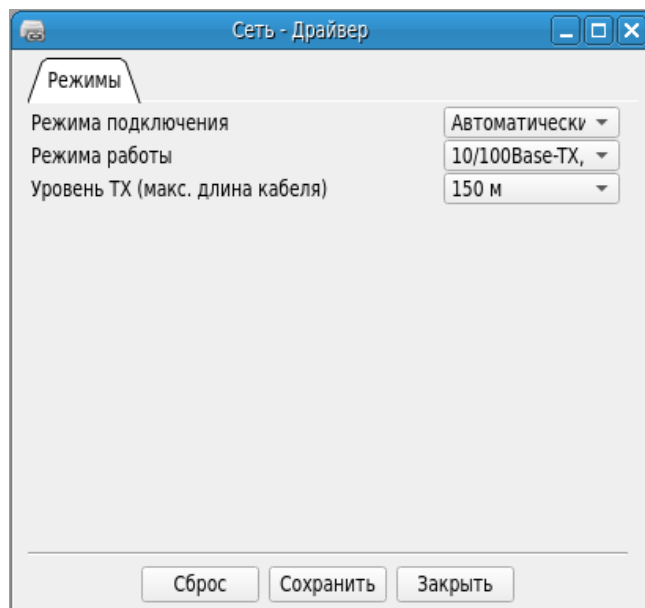 Сеть - Драйвер
Режимы
Режима подключения Автоматически
Режима работы 10/100Base-TX,
Уровень TX (макс. длина кабеля) 150 м
Сброс Сохранить Закрыть